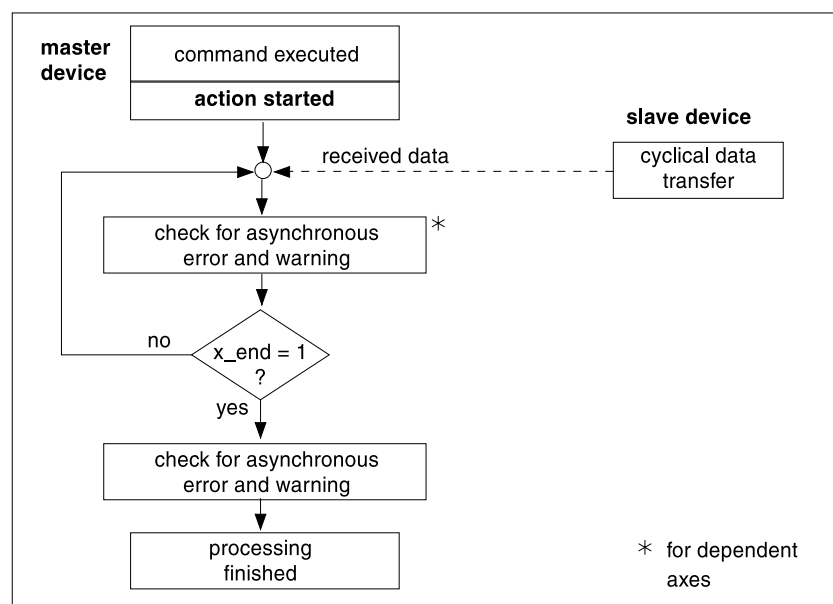 master
device
command executed
action started
slave device
received data
cyclical data
transfer
check for asynchronous
error and warning
*
no
x_end = 1
?
yes
check for asynchronous
error and warning
processing
finished
* for dependent
axes